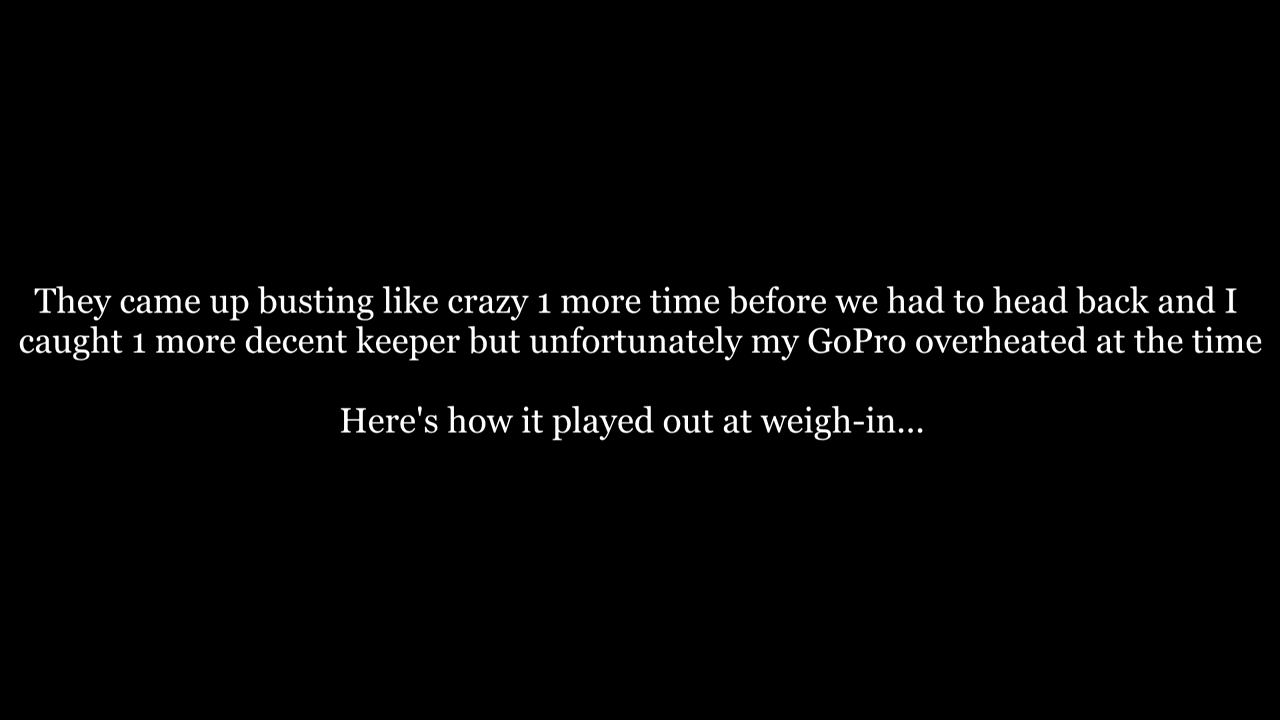 They came up busting like crazy 1 more time before we had to head back and I
caught 1 more decent keeper but unfortunately my GoPro overheated at the time
Here's how it played out at weigh-in...